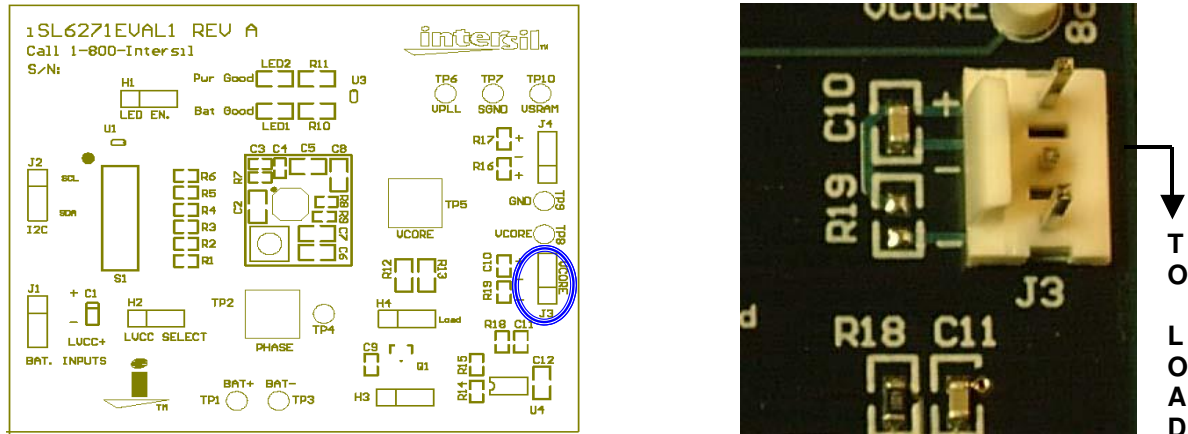 iSL6271EVAL1 REV A
Call 1-800-Intersil
S/N:
intersil™
H1
LED EN.
Pwr Good
LED2
R11
U3
Bat Good
LED1
R10
TP6
VPLL
TP7
SGND
TP10
VSRAM
U1
R17
+
-
R16
+
J4
J2
SCL
SDA
I2C
S1
R6
R5
R4
R3
R2
R1
C3
C4
C5
C8
R7
C2
R8
R9
C7
C6
TP5
VCORE
GND
TP9
VCORE
TP8
C10
R19
VCORE
J3
R12
R13
J1
+
-
C1
LVCC+
BAT. INPUTS
H2
LVCC SELECT
TP2
PHASE
TP4
H4
Load
R18
C11
C9
Q1
R15
R14
C12
U4
H3
TM
BAT+
BAT-
TP1
TP3
VCORE
C10
+
-
R19
-
J3
R18
C11
d
TO LOAD